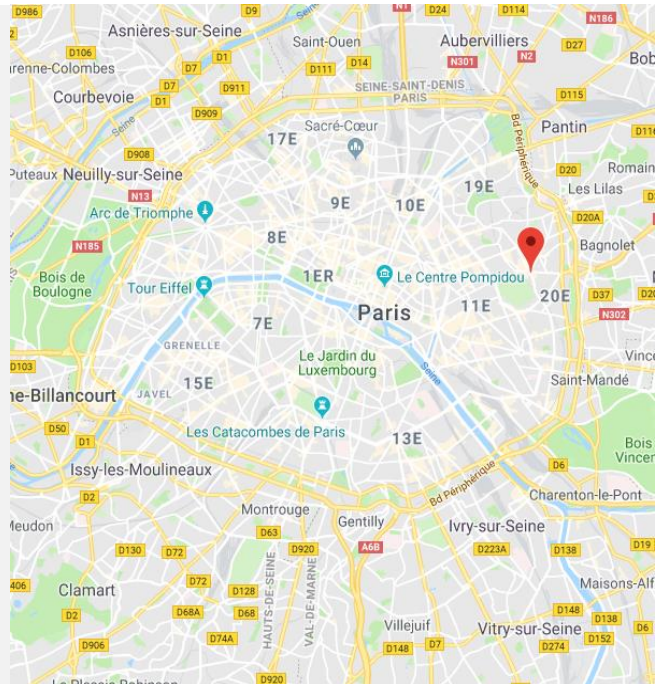 D986
D9
D24
D114
N1
N186
Asnières-sur-Seine
Saint-Ouen
Aubervilliers
D27
D106
D7
D1
D14
D111
N301
N2
Bob
arenne-Colombes
D7
D911
SEINE-SAINT-DENIS
PARIS
D115
Courbevoie
D1
D909
Bd Périphérique
Pantin
D116
Seine
17E
Sacré-Cœur
D908
D20
Romain
Puteaux
Neuilly-sur-Seine
19E
Les Lilas
N13
9E
10E
D20A
Arc de Triomphe
8E
Bagnolet
N185
Bois de
Boulogne
Tour Eiffel
1ER
Le Centre Pompidou
11E
20E
D37
D20
Paris
N302
7E
GRENELLE
Le Jardin du
Luxembourg
Seine
Vince
D103
15E
Saint-Mandé
ne-Billancourt
JAVEL
D50
Les Catacombes de Paris
13E
Bois
Vincen
D1
D6
Issy-les-Moulineaux
Bd Périphérique
D2
Charenton-le-Pont
Montrouge
Meudon
D63
Gentilly
Ivry-sur-Seine
D130
D72
D920
A6B
D223A
D138
D19
406
D72
HAUTS-DE-SEINE
VAL-DE-MARNE
Maisons-Alf
Clamart
D128
D2
D68A
D68
D148
D138
D74A
Villejuif
Vitry-sur-Seine
D6
D906
D148
D7
D274
D152
D920
Le Plessis-Robinson